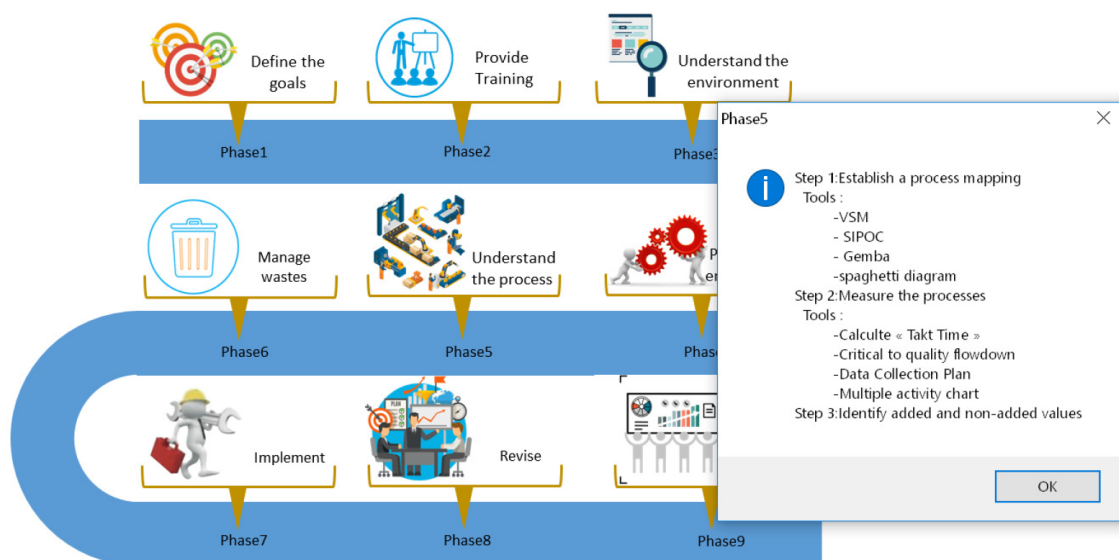 Define the
goals
Provide
Training
Understand the
environment
Phase1
Phase2
Phase3
Manage
wastes
Understand
the process
Phase6
Phase5
Implement
PLAN
Revise
Phase7
Phase8
Phase9
Phase5
Step 1:Establish a process mapping
Tools :
-VSM
- SIPOC
- Gemba
-spaghetti diagram
Step 2:Measure the processes
Tools :
-Calculte « Takt Time »
-Critical to quality flowdown
-Data Collection Plan
-Multiple activity chart
Step 3:Identify added and non-added values
OK